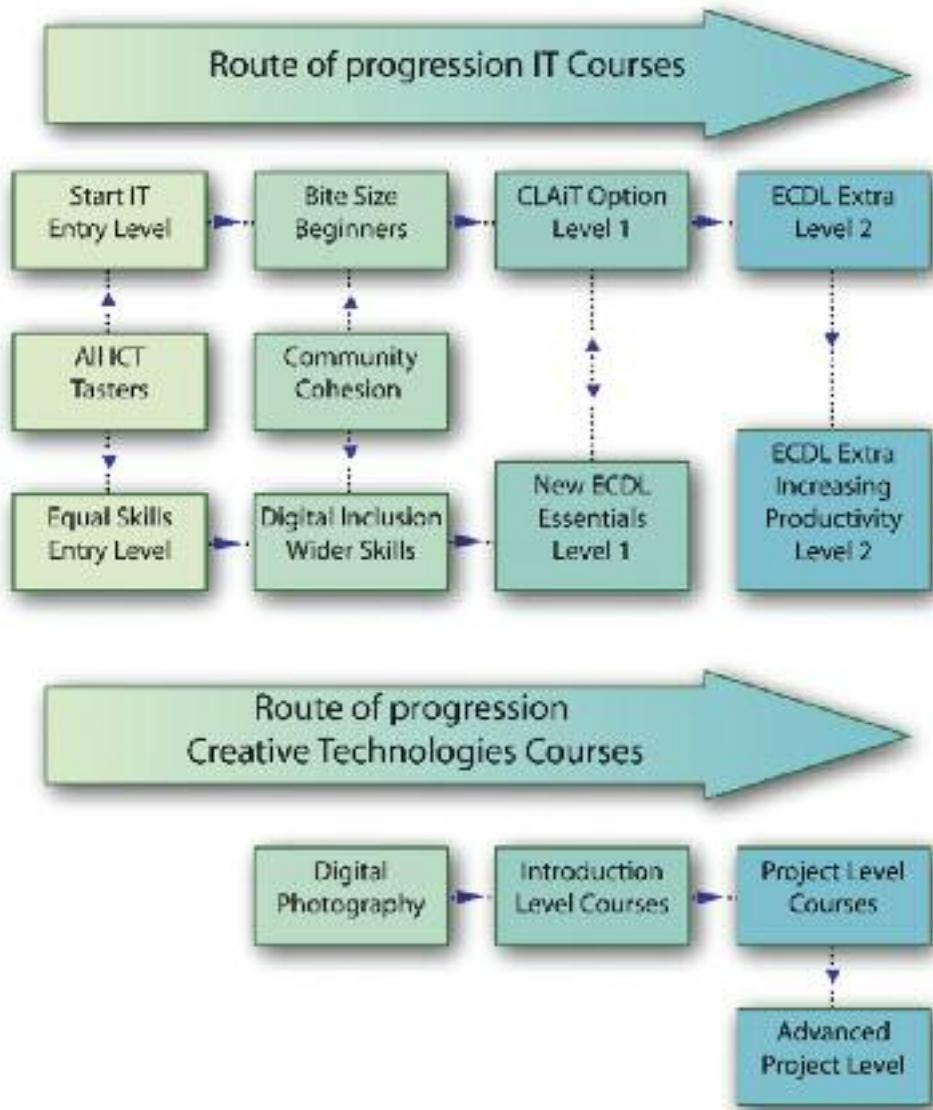 Route of progression IT Courses
Start IT
Entry Level
Bite Size
Beginners
CLAiT Option
Level 1
ECDL Extra
Level 2
All ICT
Tasters
Community
Cohesion
Equal Skills
Entry Level
Digital Inclusion
Wider Skills
New ECDL
Essentials
Level 1
ECDL Extra
Increasing
Productivity
Level 2
Route of progression
Creative Technologies Courses
Digital
Photography
Introduction
Level Courses
Project Level
Courses
Advanced
Project Level